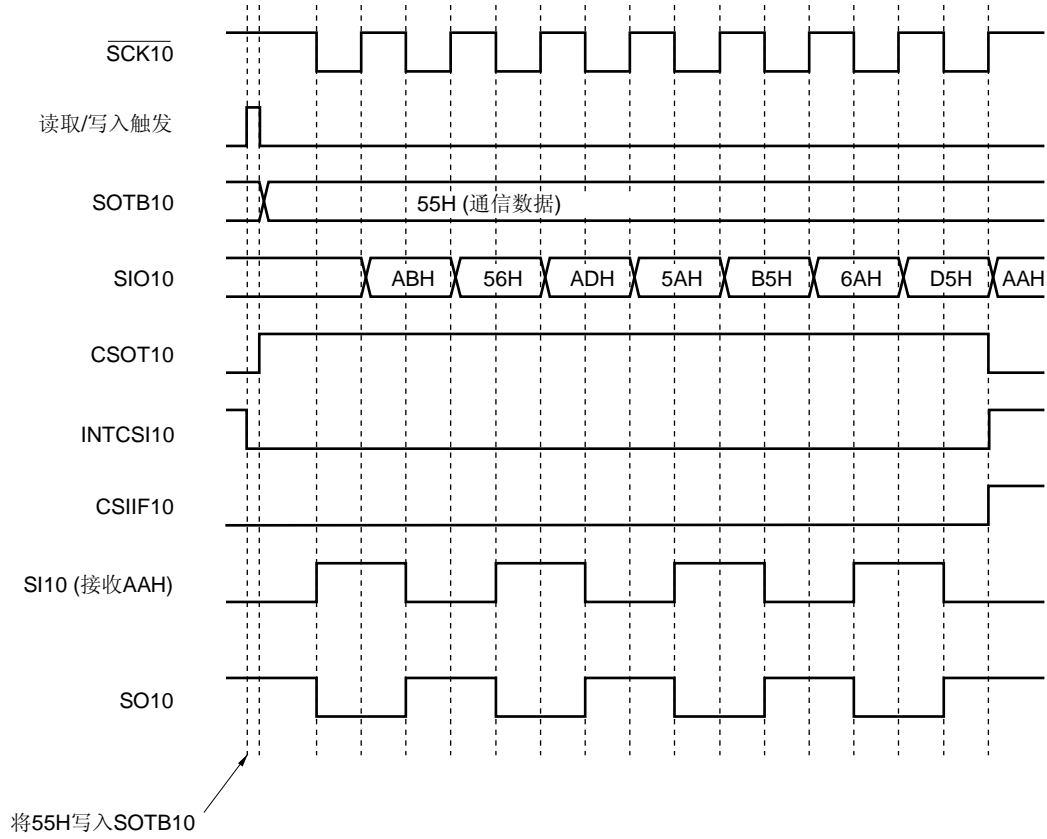 SCK10
读取/写入触发
SOTB10
55H (通信数据)
SIO10
ABH 56H ADH 5AH B5H 6AH D5H AAH
CSOT10
INTCSI10
CSIIF10
SI10 (接收AAH)
SO10
将55H写入SOTB10